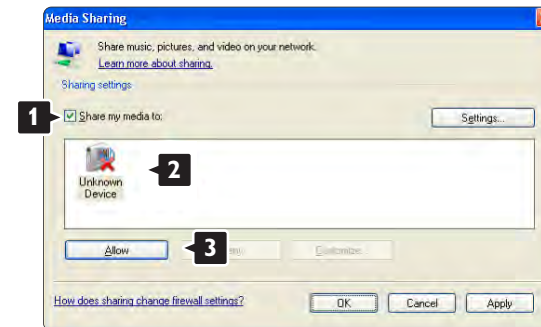 Media Sharing
Share music, pictures, and video on your network.
Learn more about sharing.
Sharing settings
1
Share my media to:
Settings...
2
Unknown
Device
Allow
3
Customize...
How does sharing change firewall settings?
OK
Cancel
Apply